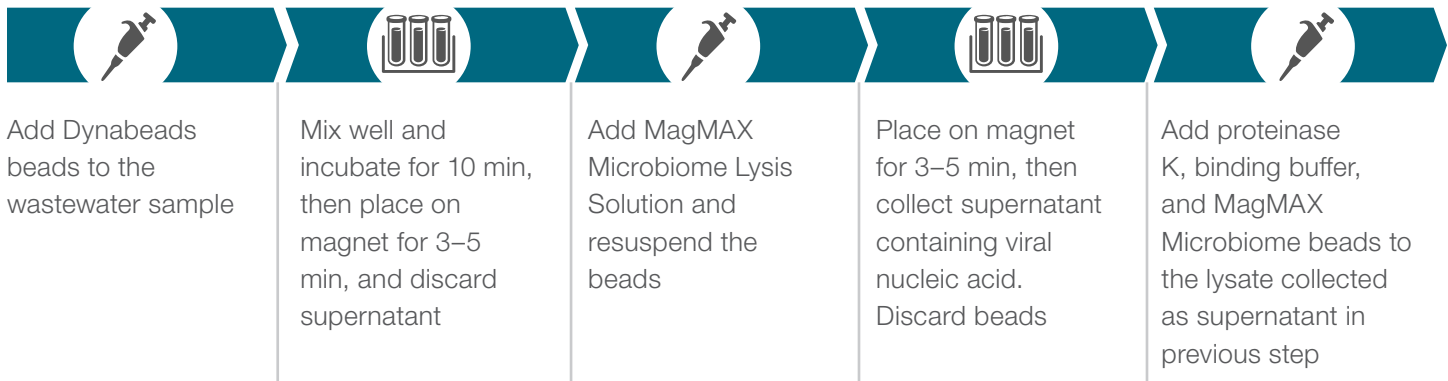 Add Dynabeads
beads to the
wastewater sample
Mix well and
incubate for 10 min,
then place on
magnet for 3–5
min, and discard
supernatant
Add MagMAX
Microbiome Lysis
Solution and
resuspend the
beads
Place on magnet
for 3–5 min, then
collect supernatant
containing viral
nucleic acid.
Discard beads
Add proteinase
K, binding buffer,
and MagMAX
Microbiome beads to
the lysate collected
as supernatant in
previous step